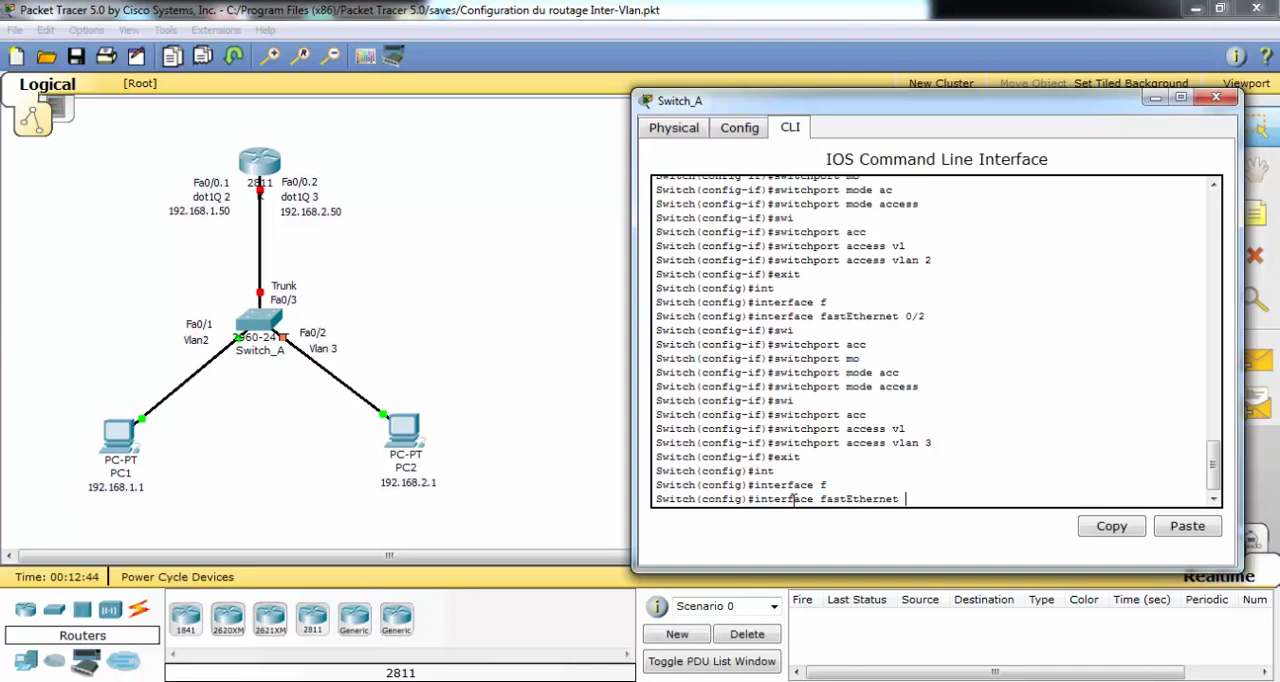 Packet Tracer 5.0 by Cisco Systems, Inc. - C:/Program Files (x86)/Packet Tracer 5.0/saves/Configuration du routage Inter-Vlan.pkt
File Edit Options View Tools Extensions Help
Logical [Root] New Cluster Move Object Set Tiled Background Viewport
Fa0/0.1
dot1Q 2
192.168.1.50
2811
Fa0/0.2
dot1Q 3
192.168.2.50
Trunk
Fa0/3
Fa0/1
Vlan2
Switch_A
Fa0/2
Vlan 3
PC-PT
PC1
192.168.1.1
PC-PT
PC2
192.168.2.1
Switch_A
Physical Config CLI
IOS Command Line Interface
Switch(config-if)#switchport mo
Switch(config-if)#switchport mode ac
Switch(config-if)#switchport mode access
Switch(config-if)#swi
Switch(config-if)#switchport acc
Switch(config-if)#switchport access vl
Switch(config-if)#switchport access vlan 2
Switch(config-if)#exit
Switch(config)#int
Switch(config)#interface f
Switch(config)#interface fastEthernet 0/2
Switch(config-if)#swi
Switch(config-if)#switchport acc
Switch(config-if)#switchport mo
Switch(config-if)#switchport mode acc
Switch(config-if)#switchport mode access
Switch(config-if)#swi
Switch(config-if)#switchport acc
Switch(config-if)#switchport access vl
Switch(config-if)#switchport access vlan 3
Switch(config-if)#exit
Switch(config)#int
Switch(config)#interface f
Switch(config)#interface fastEthernet
Copy Paste
Time: 00:12:44 Power Cycle Devices Realtime
Routers
1841 2620XM 2621XM 2811 Generic Generic
2811
Scenario 0
New Delete
Toggle PDU List Window
Fire Last Status Source Destination Type Color Time (sec) Periodic Num